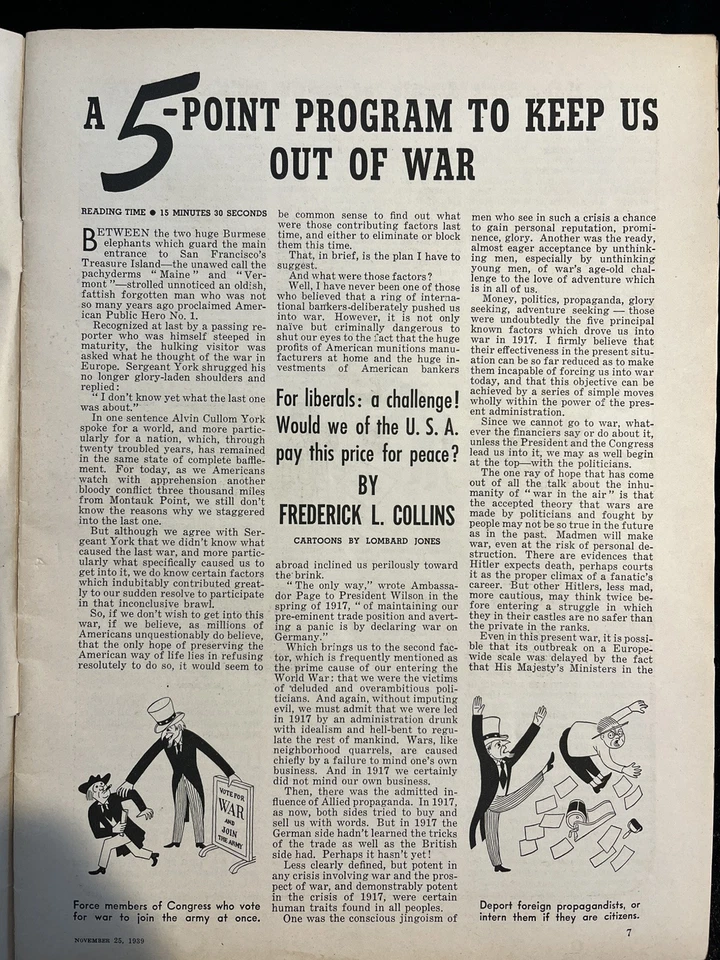 A 5-POINT PROGRAM TO KEEP US
OUT OF WAR
READING TIME ● 15 MINUTES 30 SECONDS
BETWEEN the two huge Burmese
elephants which guard the main
entrance to San Francisco's
Treasure Island—the unawed call the
pachyderms "Maine" and "Ver-
mont"—strolled unnoticed an oldish,
fattish forgotten man who was not
so many years ago proclaimed Amer-
ican Public Hero No. 1.
Recognized at last by a passing re-
porter who was himself steeped in
maturity, the hulking visitor was
asked what he thought of the war in
Europe. Sergeant York shrugged his
no longer glory-laden shoulders and
replied:
"I don't know yet what the last one
was about."
In one sentence Alvin Cullom York
spoke for a world, and more partic-
ularly for a nation, which, through
twenty troubled years, has remained
in the same state of complete baffle-
ment. For today, as we Americans
watch with apprehension another
bloody conflict three thousand miles
from Montauk Point, we still don't
know the reasons why we staggered
into the last one.
But although we agree with Ser-
geant York that we didn't know what
caused the last war, and more partic-
ularly what specifically caused us to
get into it, we do know certain factors
which indubitably contributed great-
ly to our sudden resolve to participate
in that inconclusive brawl.
So, if we don't wish to get into this
war, if we believe, as millions of
Americans unquestionably do believe,
that the only hope of preserving the
American way of life lies in refusing
resolutely to do so, it would seem to
be common sense to find out what
were those contributing factors last
time, and either to eliminate or block
them this time.
That, in brief, is the plan I have to
suggest.
And what were those factors?
Well, I have never been one of those
who believed that a ring of interna-
tional bankers deliberately pushed us
into war. However, it is not only
naïve but criminally dangerous to
shut our eyes to the fact that the huge
profits of American munitions manu-
facturers at home and the huge in-
vestments of American bankers
For liberals: a challenge!
Would we of the U. S. A.
pay this price for peace?
BY
FREDERICK L. COLLINS
CARTOONS BY LOMBARD JONES
abroad inclined us perilously toward
the brink.
"The only way," wrote Ambassa-
dor Page to President Wilson in the
spring of 1917, "of maintaining our
pre-eminent trade position and avert-
ing a panic is by declaring war on
Germany."
Which brings us to the second fac-
tor, which is frequently mentioned as
the prime cause of our entering the
World War: that we were the victims
of deluded and overambitious poli-
ticians. And again, without imputing
evil, we must admit that we were led
in 1917 by an administration drunk
with idealism and hell-bent to regu-
late the rest of mankind. Wars, like
neighborhood quarrels, are caused
chiefly by a failure to mind one's own
business. And in 1917 we certainly
did not mind our own business.
Then, there was the admitted in-
fluence of Allied propaganda. In 1917,
as now, both sides tried to buy and
sell us with words. But in 1917 the
German side hadn't learned the tricks
of the trade as well as the British
side had. Perhaps it hasn't yet!
Less clearly defined, but potent in
any crisis involving war and the pros-
pect of war, and demonstrably potent
in the crisis of 1917, were certain
human traits found in all peoples.
One was the conscious jingoism of
men who see in such a crisis a chance
to gain personal reputation, promi-
nence, glory. Another was the ready,
almost eager acceptance by unthink-
ing men, especially by unthinking
young men, of war's age-old chal-
lenge to the love of adventure which
is in all of us.
Money, politics, propaganda, glory
seeking, adventure seeking — those
were undoubtedly the five principal
known factors which drove us into
war in 1917. I firmly believe that
their effectiveness in the present situ-
ation can be so far reduced as to make
them incapable of forcing us into war
today, and that this objective can be
achieved by a series of simple moves
wholly within the power of the pres-
ent administration.
Since we cannot go to war, what-
ever the financiers say or do about it,
unless the President and the Congress
lead us into it, we may as well begin
at the top—with the politicians.
The one ray of hope that has come
out of all the talk about the inhu-
manity of "war in the air" is that
the accepted theory that wars are
made by politicians and fought by
people may not be so true in the future
as in the past. Madmen will make
war, even at the risk of personal de-
struction. There are evidences that
Hitler expects death, perhaps courts
it as the proper climax of a fanatic's
career. But other Hitlers, less mad,
more cautious, may think twice be-
fore entering a struggle in which
they in their castles are no safer than
the private in the ranks.
Even in this present war, it is possi-
ble that its outbreak on a Europe-
wide scale was delayed by the fact
that His Majesty's Ministers in the
VOTE FOR
WAR
AND
JOIN
THE ARMY
Force members of Congress who vote
for war to join the army at once.
Deport foreign propagandists, or
intern them if they are citizens.
NOVEMBER 25, 1939
7